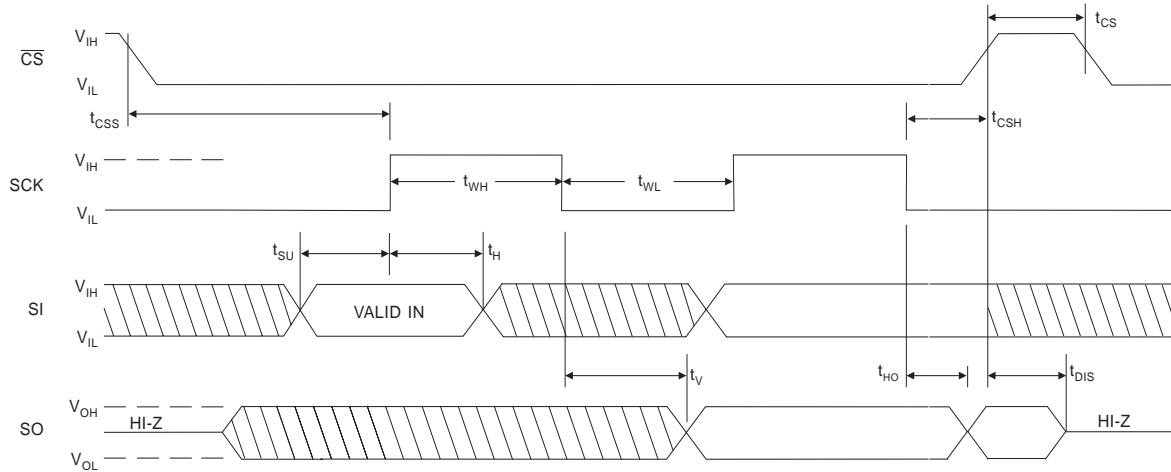 t_CS
V_IH
CS
V_IL
t_CSS
t_CSH
V_IH
SCK
t_WH
t_WL
V_IL
t_SU
t_H
V_IH
SI
VALID IN
V_IL
t_V
t_HO
t_DIS
V_OH
SO
HI-Z
HI-Z
V_OL